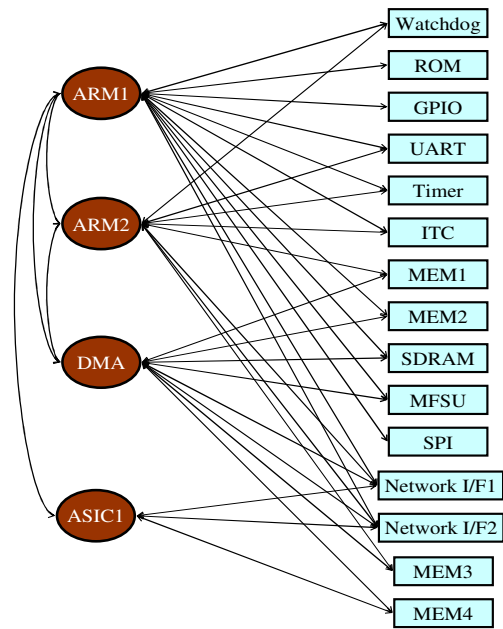 Watchdog
ROM
ARM1
GPIO
UART
Timer
ARM2
ITC
MEM1
MEM2
SDRAM
DMA
MFSU
SPI
Network I/F1
ASIC1
Network I/F2
MEM3
MEM4